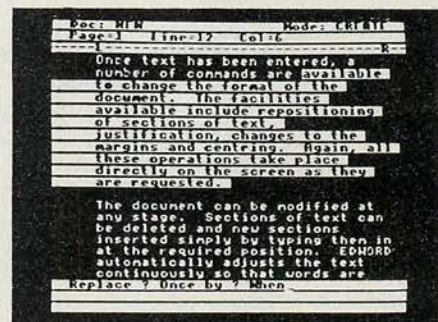 Doc: NEW Mode: CREATE
Page=1 line=12 Col=6
----I--------------------------------R---
Once text has been entered, a
number of commands are available
to change the format of the
document. The facilities
available include repositioning
of sections of text,
justification, changes to the
margins and centring. Again, all
these operations take place
directly on the screen as they
are requested.
The document can be modified at
any stage. Sections of text can
be deleted and new sections
inserted simply by typing them in
at the required position. EDWORD
automatically adjusts the text
continuously so that words are
Replace ? Once by ? When_